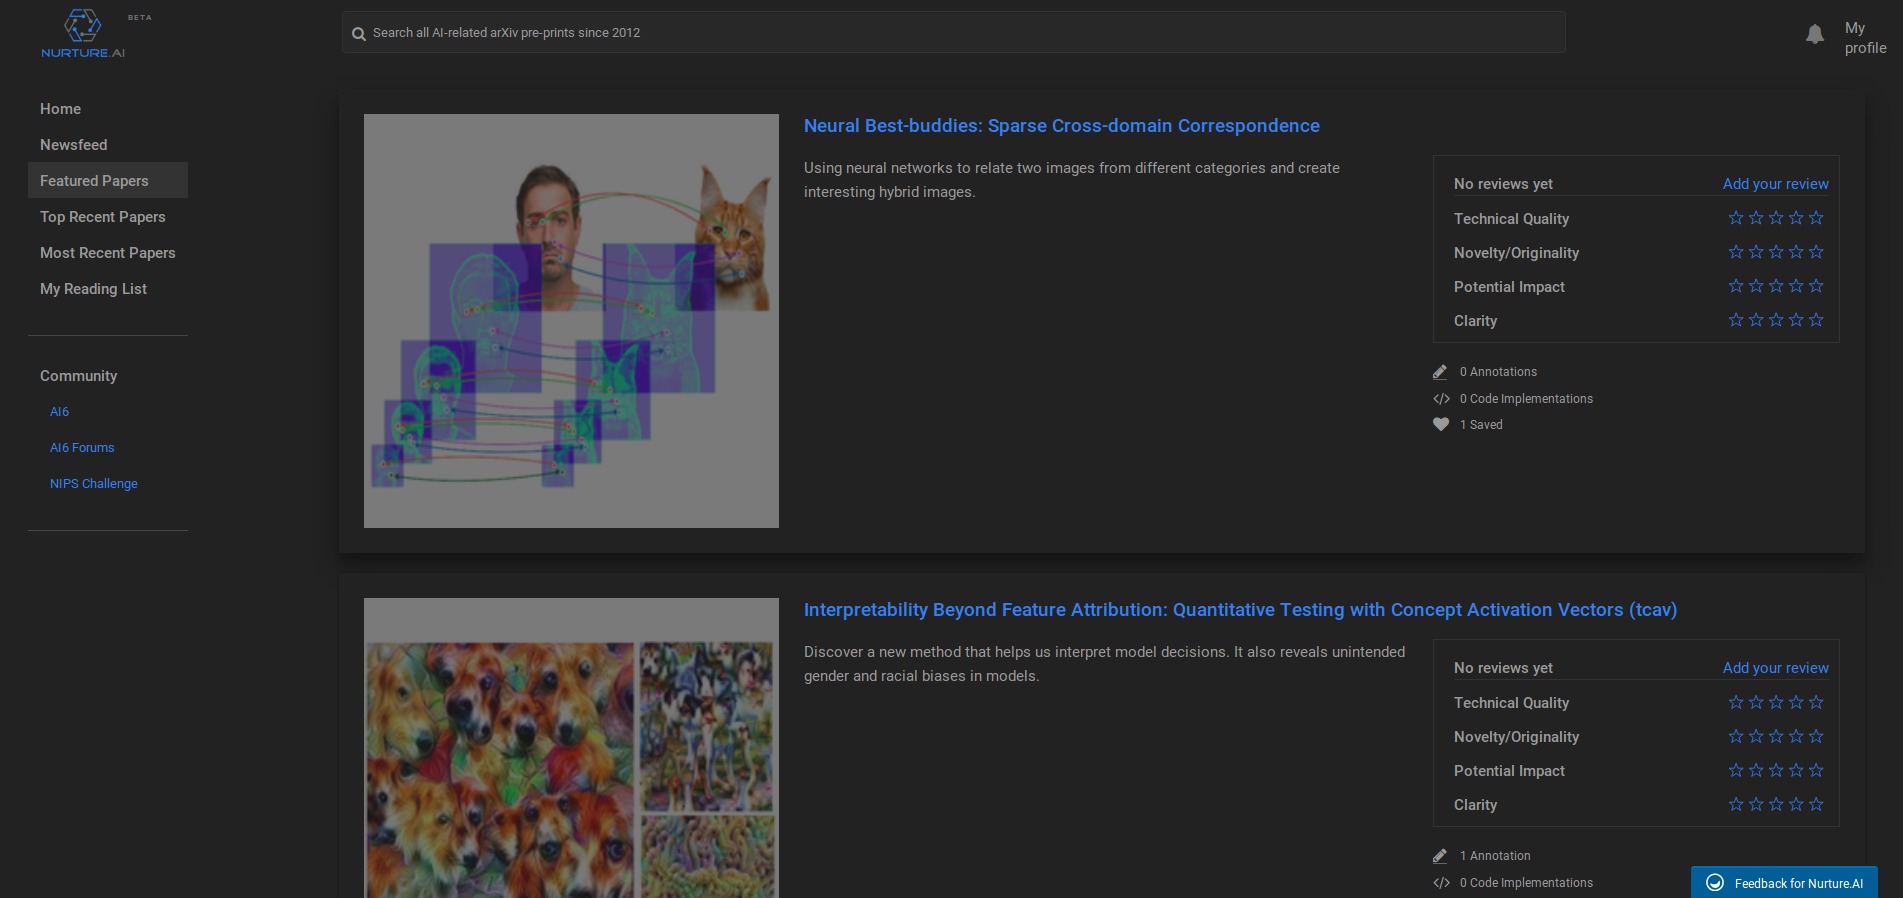 NURTURE.AI
BETA
Search all AI-related arXiv pre-prints since 2012
My
profile
Home
Newsfeed
Featured Papers
Top Recent Papers
Most Recent Papers
My Reading List
Community
AI6
AI6 Forums
NIPS Challenge
Neural Best-buddies: Sparse Cross-domain Correspondence
Using neural networks to relate two images from different categories and create
interesting hybrid images.
No reviews yet
Add your review
Technical Quality
Novelty/Originality
Potential Impact
Clarity
0 Annotations
0 Code Implementations
1 Saved
Interpretability Beyond Feature Attribution: Quantitative Testing with Concept Activation Vectors (tcav)
Discover a new method that helps us interpret model decisions. It also reveals unintended
gender and racial biases in models.
No reviews yet
Add your review
Technical Quality
Novelty/Originality
Potential Impact
Clarity
1 Annotation
0 Code Implementations
Feedback for Nurture.AI